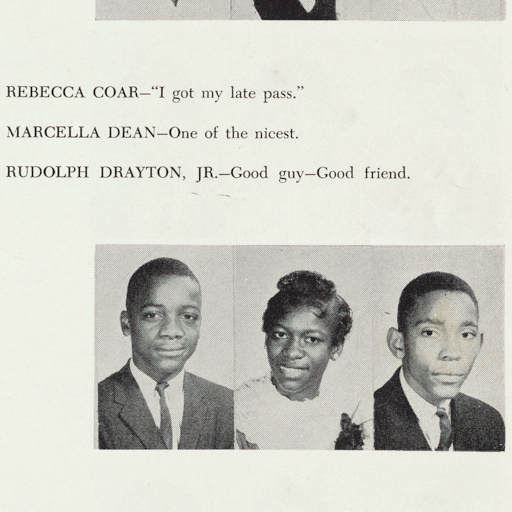 REBECCA COAR—"I got my late pass."
MARCELLA DEAN—One of the nicest.
RUDOLPH DRAYTON, JR.—Good guy—Good friend.